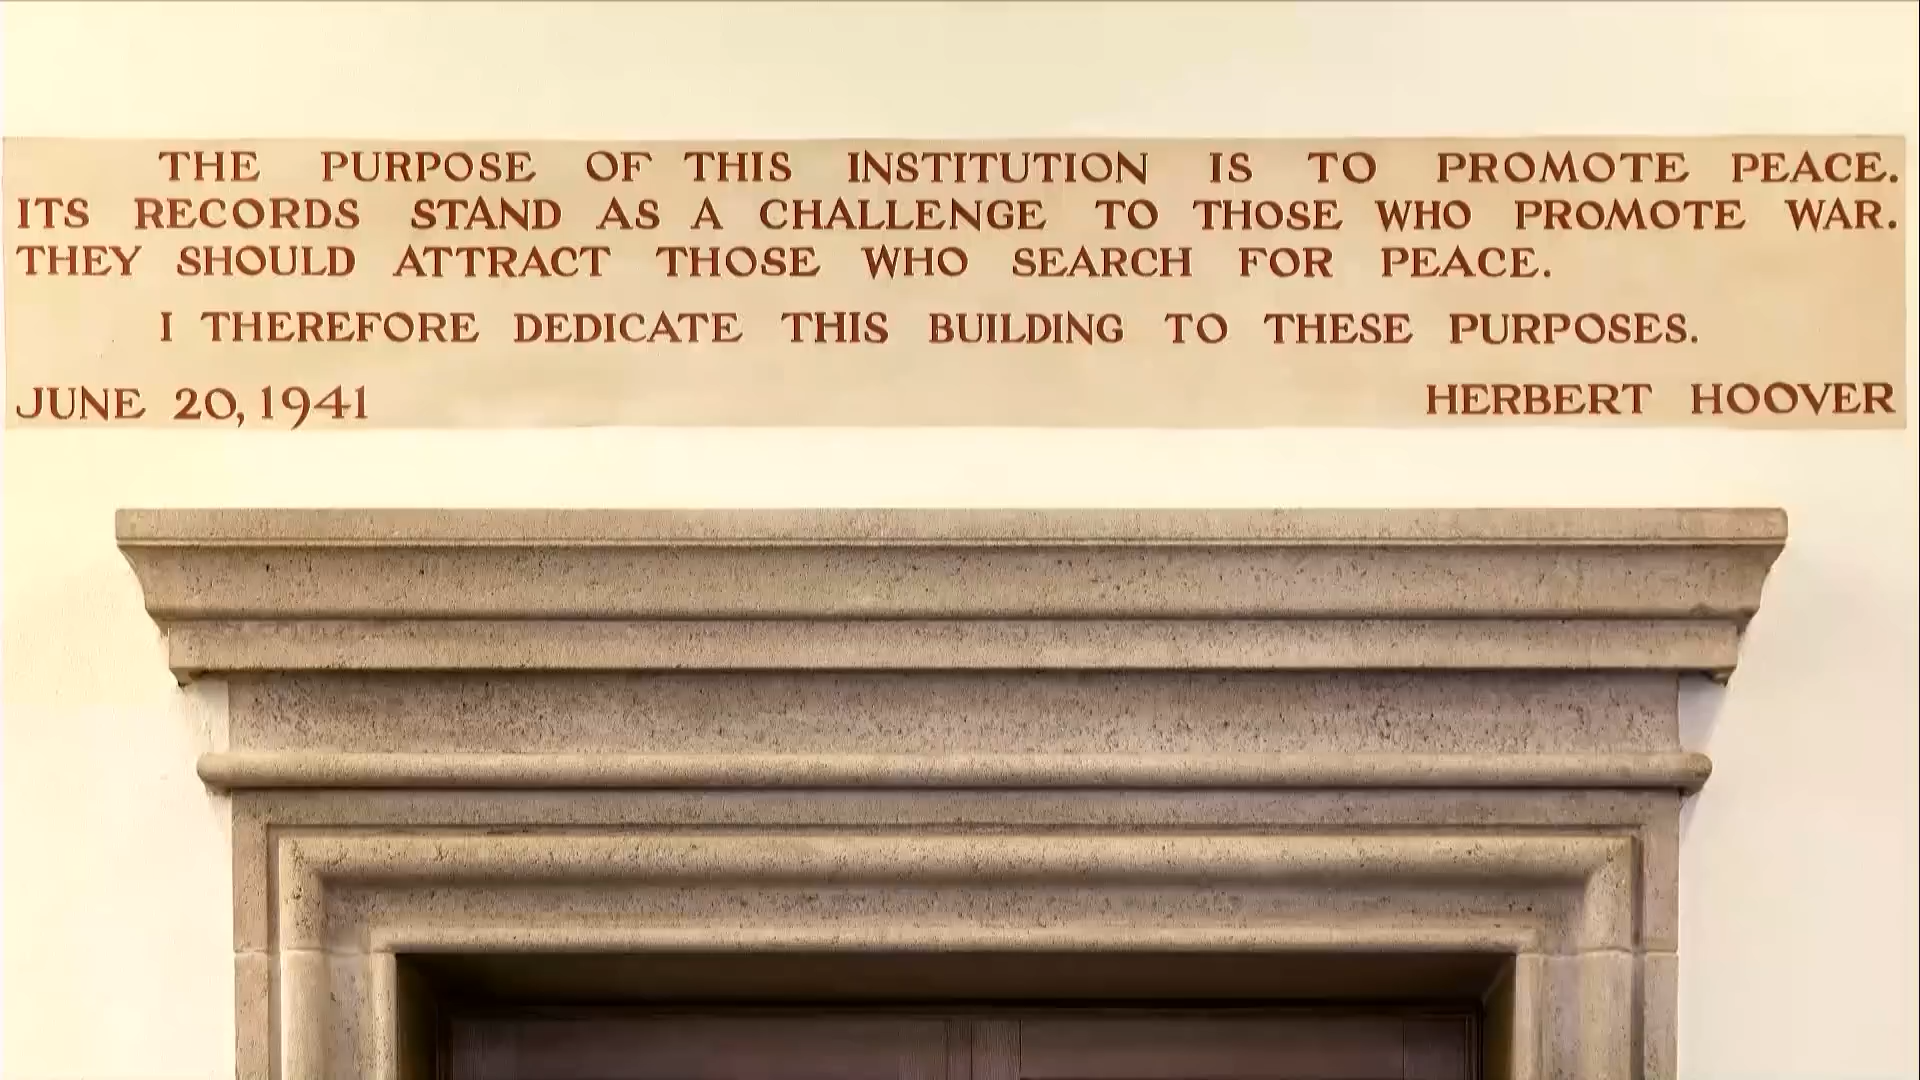 THE PURPOSE OF THIS INSTITUTION IS TO PROMOTE PEACE.
ITS RECORDS STAND AS A CHALLENGE TO THOSE WHO PROMOTE WAR.
THEY SHOULD ATTRACT THOSE WHO SEARCH FOR PEACE.
I THEREFORE DEDICATE THIS BUILDING TO THESE PURPOSES.
JUNE 20, 1941 HERBERT HOOVER